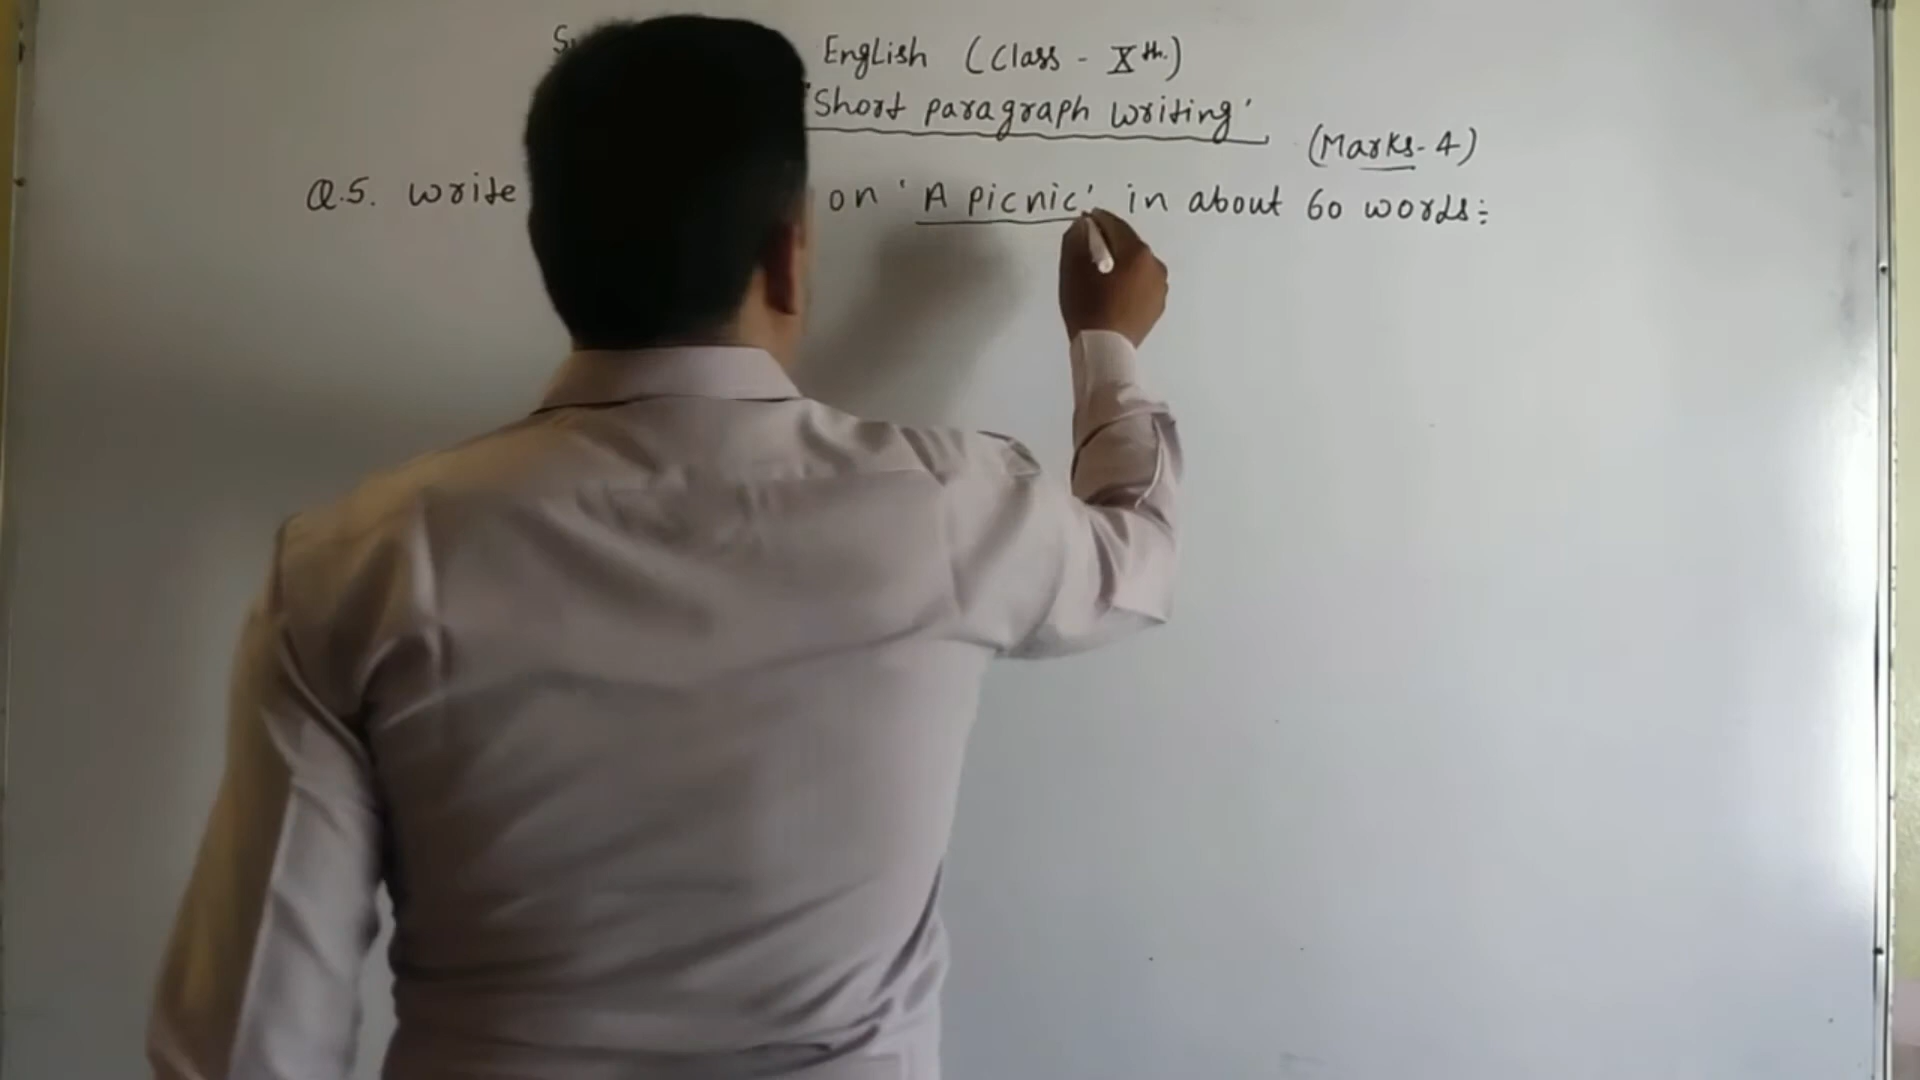 English (Class - Xth.)
'Short paragraph writing'
(Marks-4)
Q.5. write on 'A picnic' in about 60 words: